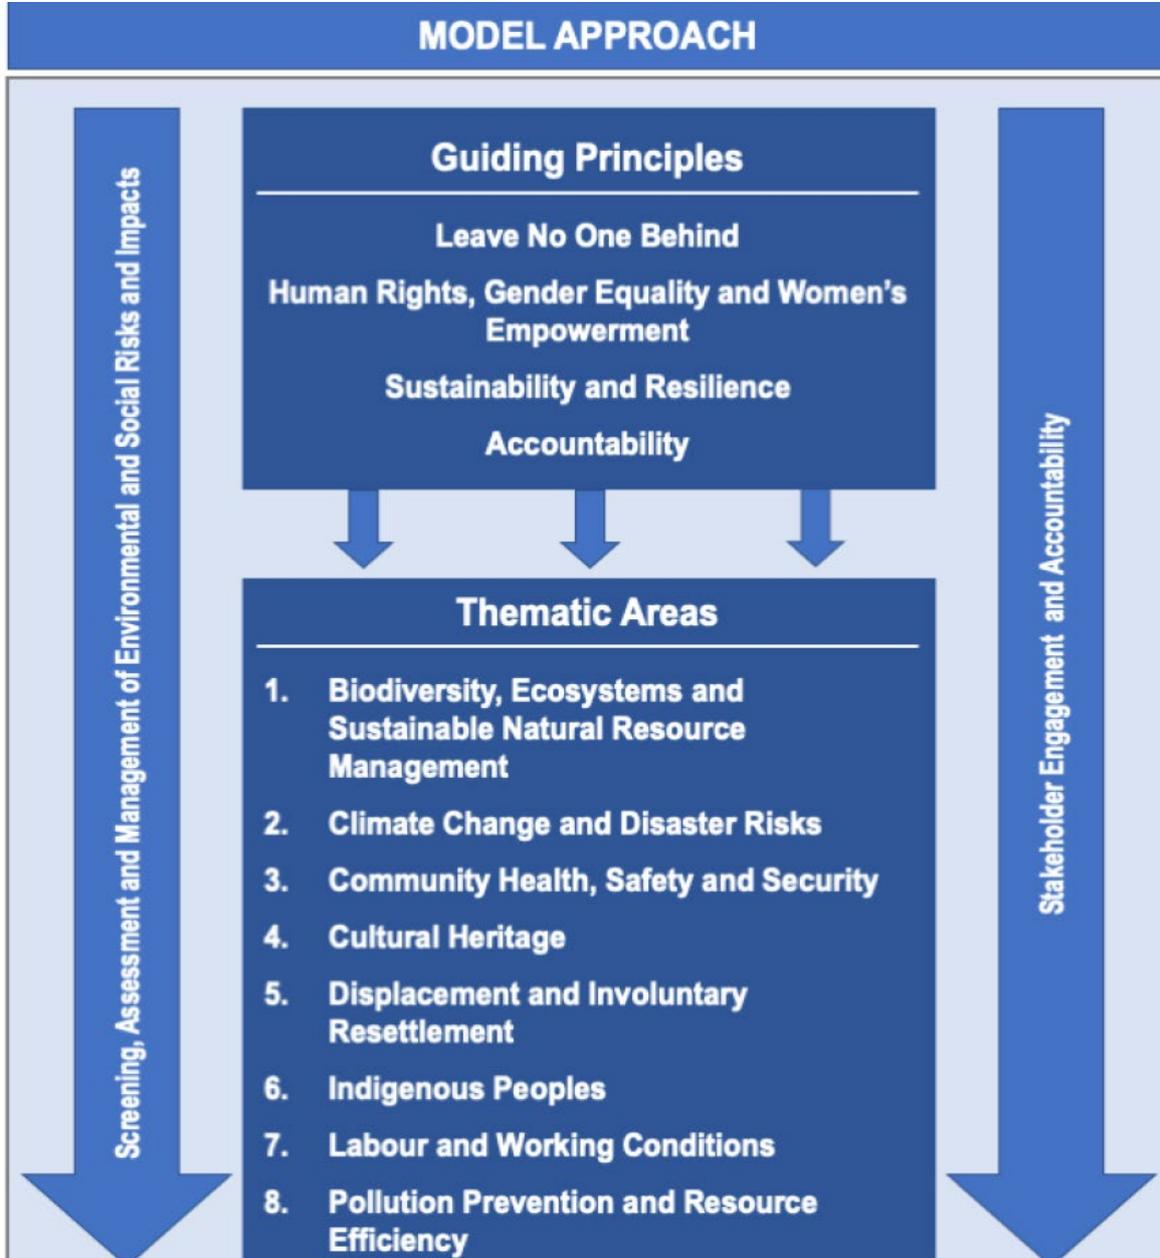 MODEL APPROACH
Screening, Assessment and Management of Environmental and Social Risks and Impacts
Guiding Principles
Leave No One Behind
Human Rights, Gender Equality and Women’s
Empowerment
Sustainability and Resilience
Accountability
Thematic Areas
1. Biodiversity, Ecosystems and
Sustainable Natural Resource
Management
2. Climate Change and Disaster Risks
3. Community Health, Safety and Security
4. Cultural Heritage
5. Displacement and Involuntary
Resettlement
6. Indigenous Peoples
7. Labour and Working Conditions
8. Pollution Prevention and Resource
Efficiency
Stakeholder Engagement and Accountability